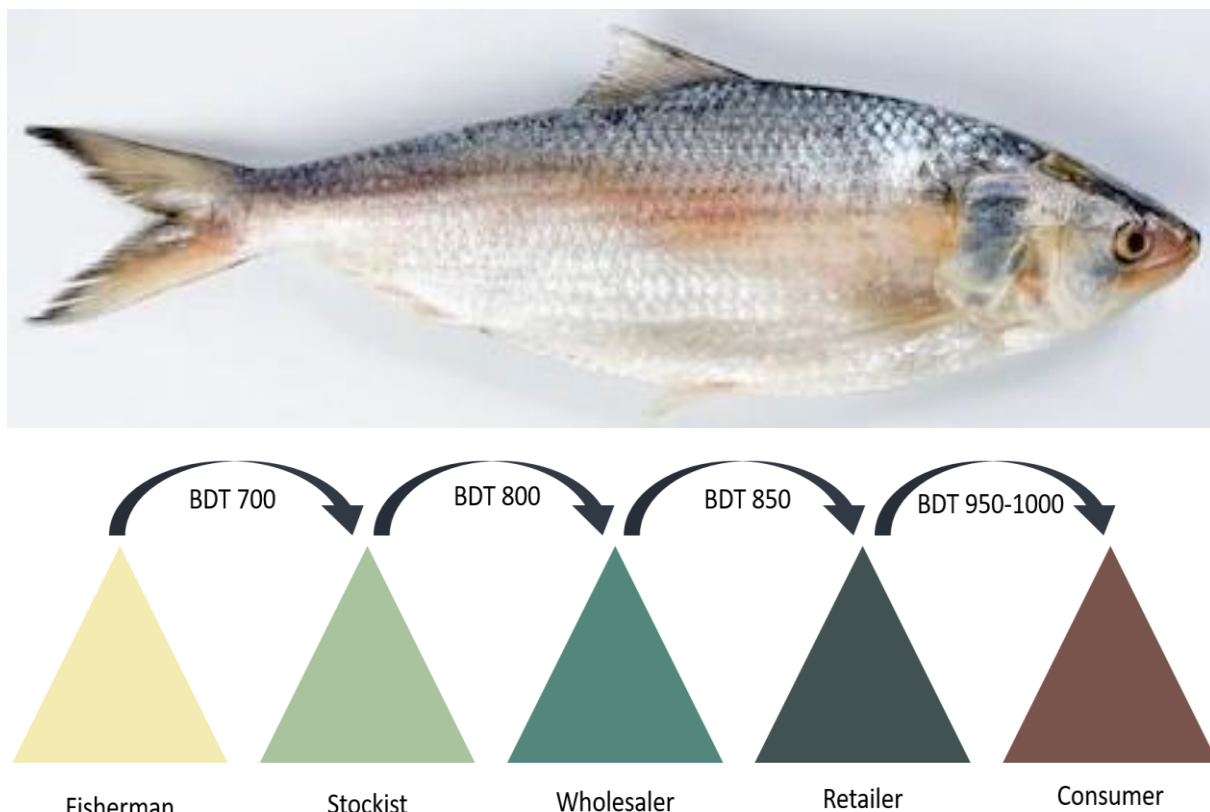 BDT 700
BDT 800
BDT 850
BDT 950-1000
Fisherman
Stockist
Wholesaler
Retailer
Consumer